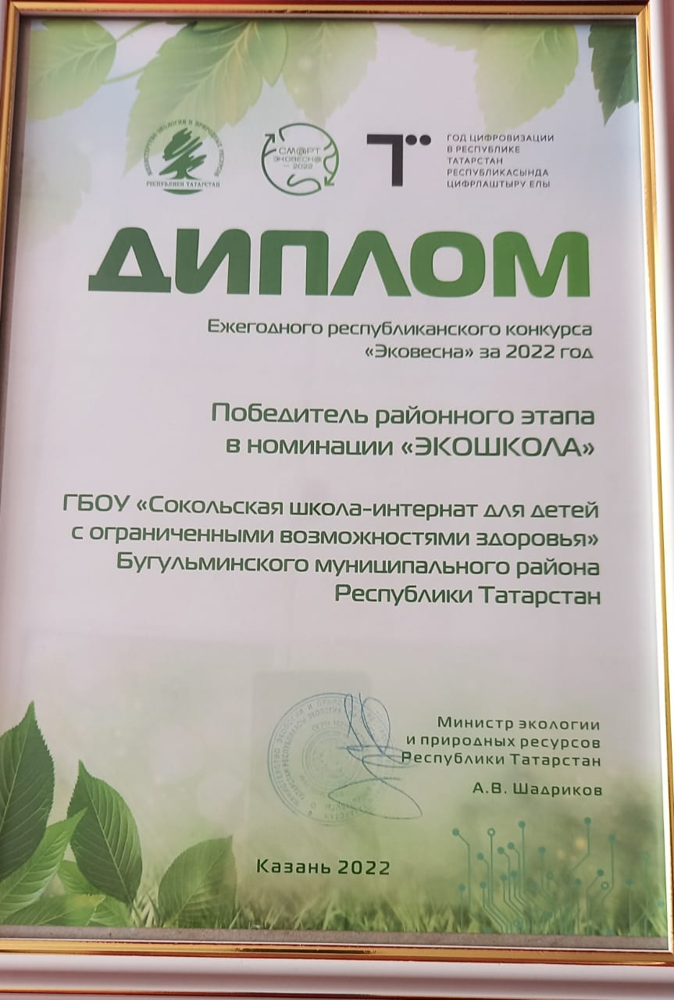 МИНИСТЕРСТВО ЭКОЛОГИИ И ПРИРОДНЫХ РЕСУРСОВ
РЕСПУБЛИКИ ТАТАРСТАН
СМ@РТ
ЭКОВЕСН@
— 2022 —
ГОД ЦИФРОВИЗАЦИИ
В РЕСПУБЛИКЕ
ТАТАРСТАН
РЕСПУБЛИКАСЫНДА
ЦИФРЛАШТЫРУ ЕЛЫ
ДИПЛОМ
Ежегодного республиканского конкурса
«Эковесна» за 2022 год
Победитель районного этапа
в номинации «ЭКОШКОЛА»
ГБОУ «Сокольская школа-интернат для детей
с ограниченными возможностями здоровья»
Бугульминского муниципального района
Республики Татарстан
Министр экологии
и природных ресурсов
Республики Татарстан
А.В. Шадриков
Казань 2022